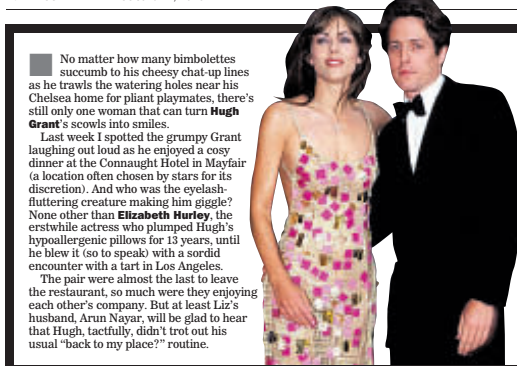 No matter how many bimbolettes
succumb to his cheesy chat-up lines
as he trawls the watering holes near his
Chelsea home for pliant playmates, there's
still only one woman that can turn Hugh
Grant's scowls into smiles.
Last week I spotted the grumpy Grant
laughing out loud as he enjoyed a cosy
dinner at the Connaught Hotel in Mayfair
(a location often chosen by stars for its
discretion). And who was the eyelash-
fluttering creature making him giggle?
None other than Elizabeth Hurley, the
erstwhile actress who plumped Hugh's
hypoallergenic pillows for 13 years, until
he blew it (so to speak) with a sordid
encounter with a tart in Los Angeles.
The pair were almost the last to leave
the restaurant, so much were they enjoying
each other's company. But at least Liz's
husband, Arun Nayar, will be glad to hear
that Hugh, tactfully, didn't trot out his
usual “back to my place?” routine.